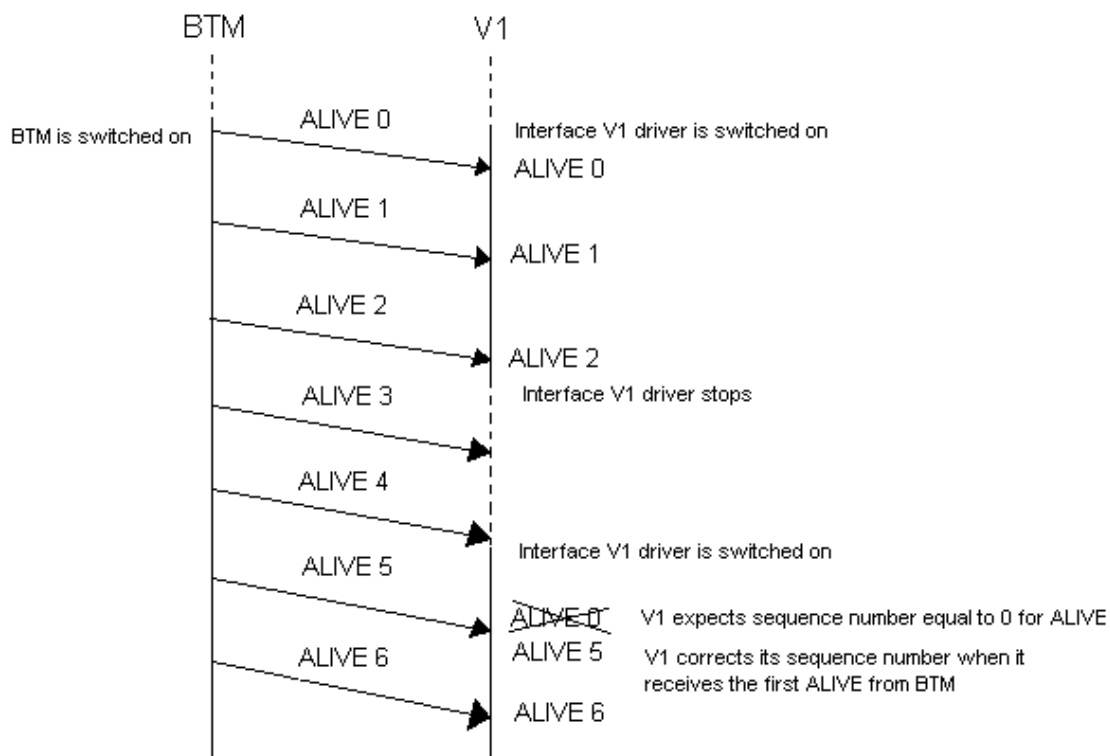 BTM
V1
BTM is switched on
ALIVE 0
Interface V1 driver is switched on
ALIVE 0
ALIVE 1
ALIVE 1
ALIVE 2
ALIVE 2
Interface V1 driver stops
ALIVE 3
ALIVE 4
Interface V1 driver is switched on
ALIVE 5
ALIVE 0
V1 expects sequence number equal to 0 for ALIVE
ALIVE 5
V1 corrects its sequence number when it
receives the first ALIVE from BTM
ALIVE 6
ALIVE 6